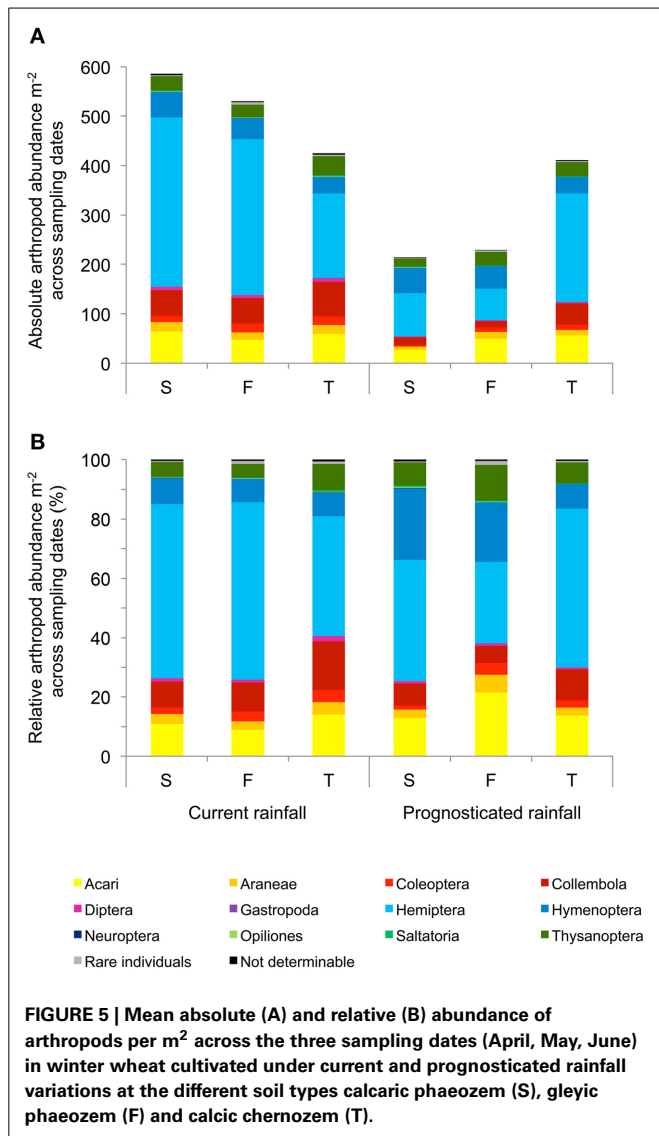 A
Absolute arthropod abundance m-2
across sampling dates
600
500
400
300
200
100
0
S F T S F T
B
Relative arthropod abundance m-2
across sampling dates (%)
100
80
60
40
20
0
S F T S F T
Current rainfall Prognosticated rainfall
Acari Araneae Coleoptera Collembola
Diptera Gastropoda Hemiptera Hymenoptera
Neuroptera Opiliones Saltatoria Thysanoptera
Rare individuals Not determinable
FIGURE 5 | Mean absolute (A) and relative (B) abundance of
arthropods per m2 across the three sampling dates (April, May, June)
in winter wheat cultivated under current and prognosticated rainfall
variations at the different soil types calcaric phaeozem (S), gleyic
phaeozem (F) and calcic chernozem (T).